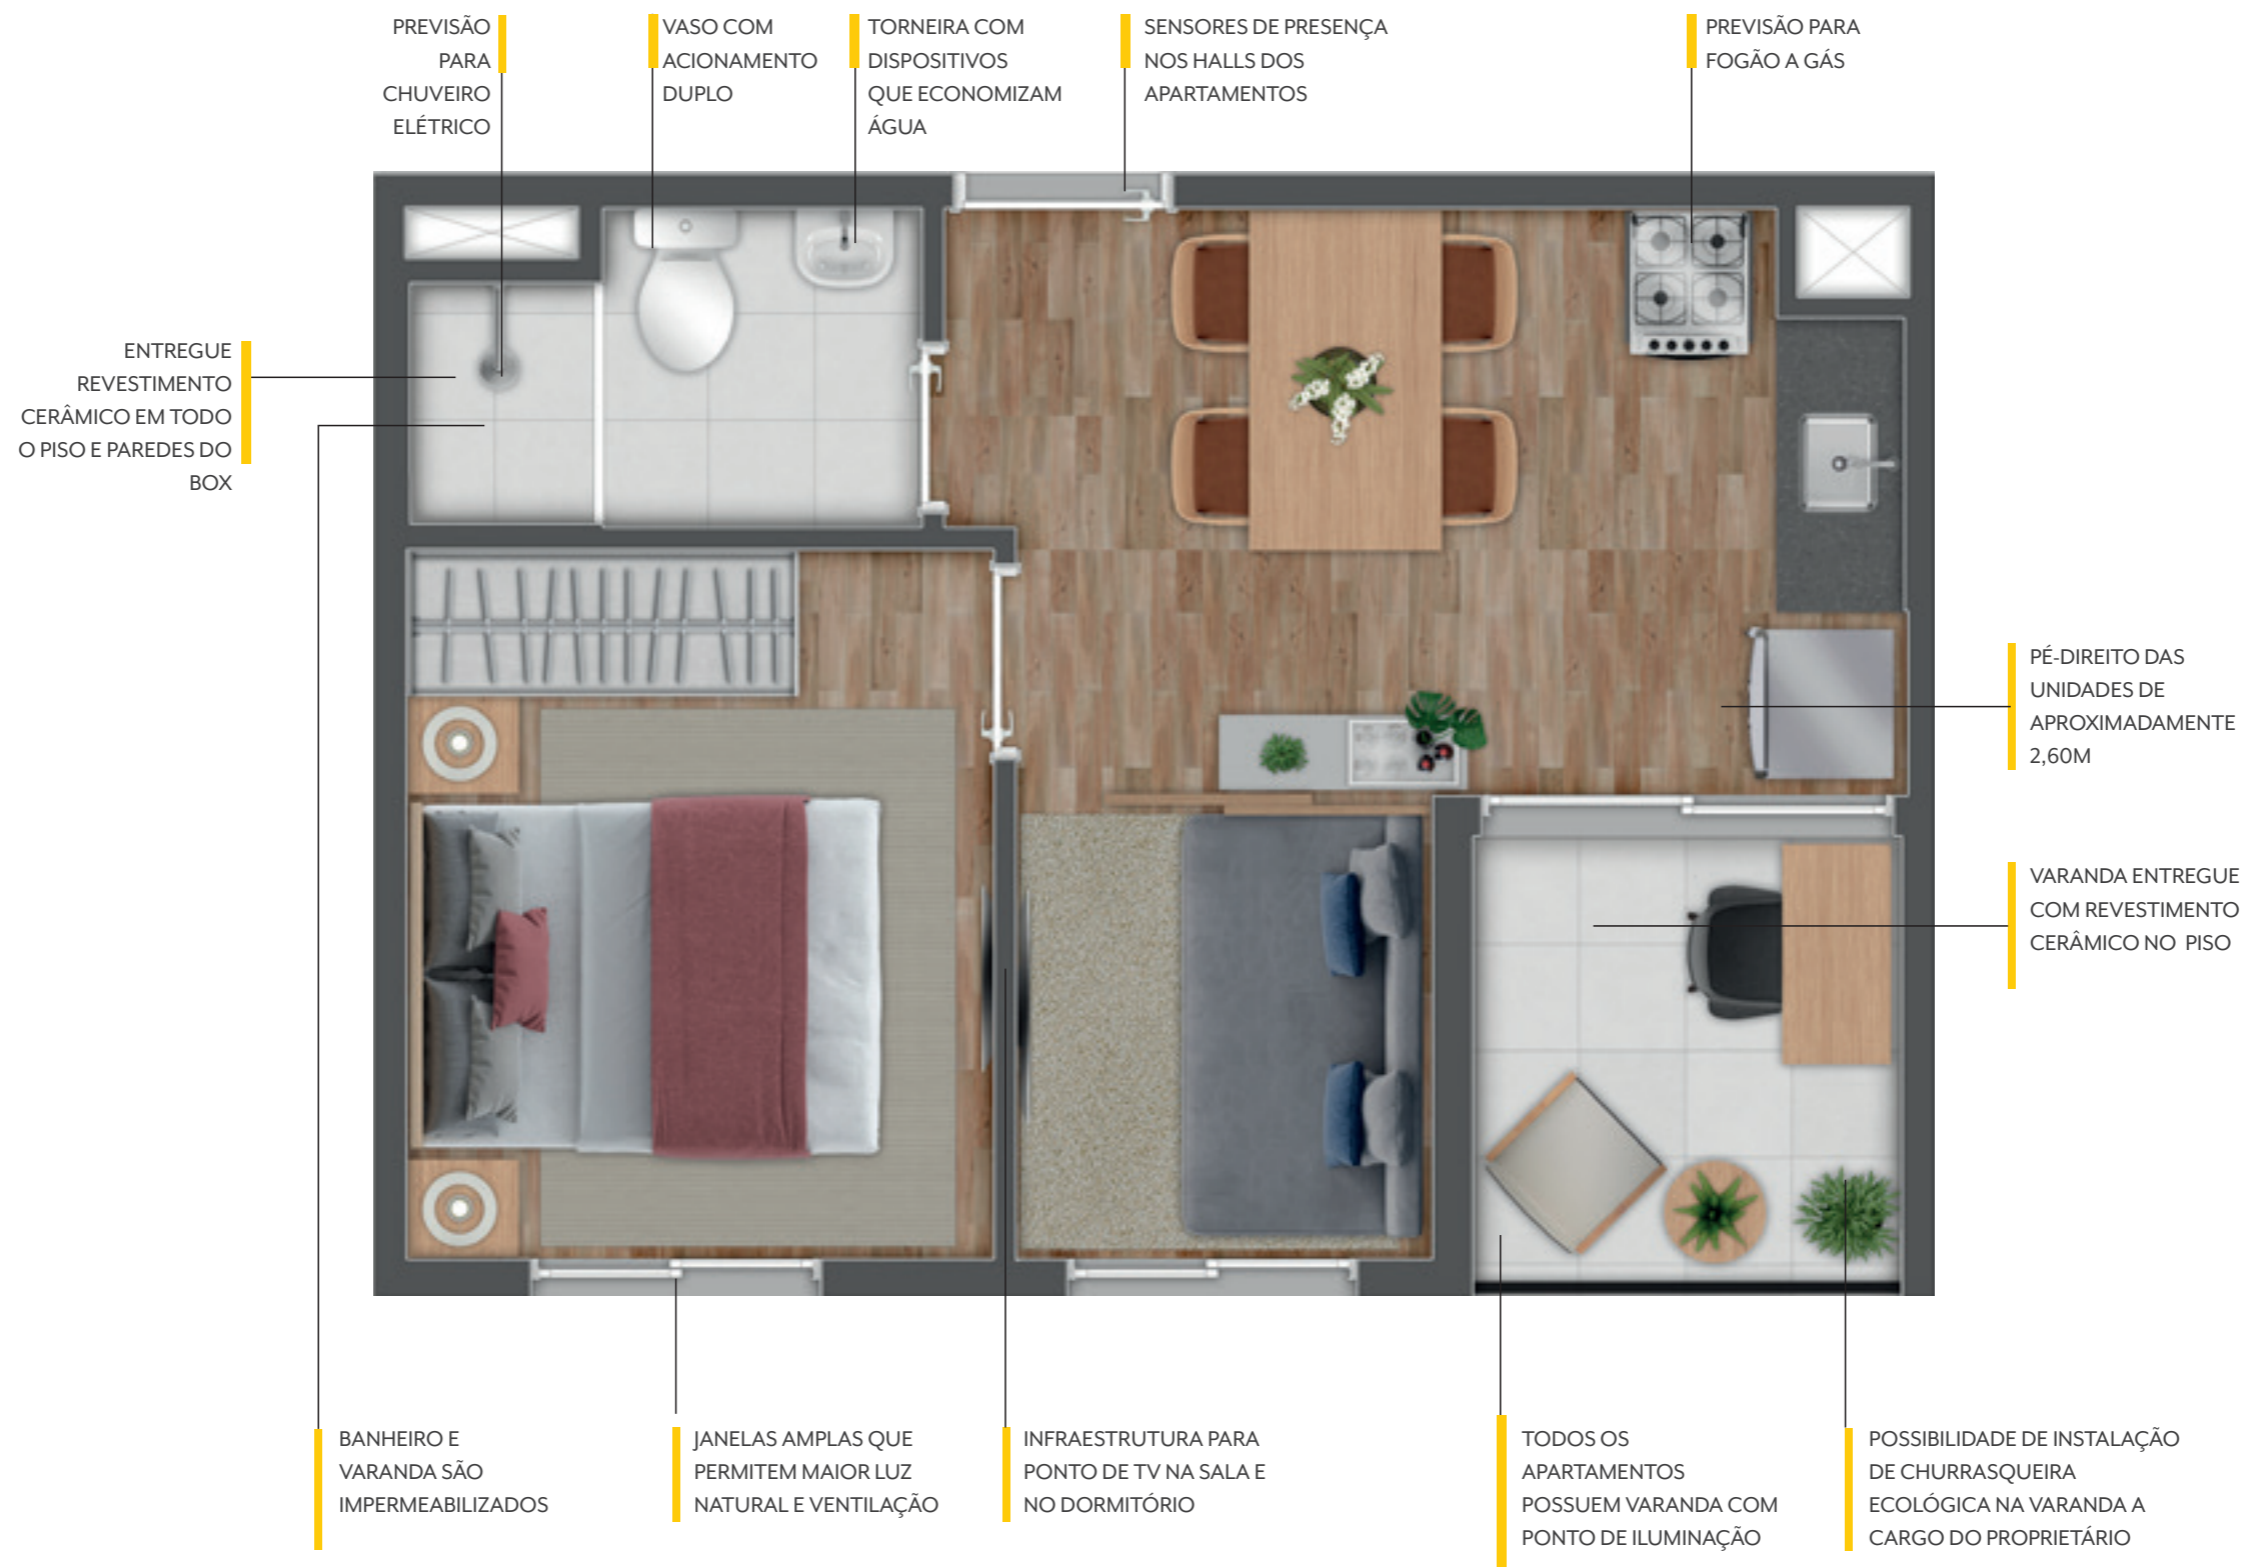 PREVISÃO
PARA
CHUVEIRO
ELÉTRICO
VASO COM
ACIONAMENTO
DUPLO
TORNEIRA COM
DISPOSITIVOS
QUE ECONOMIZAM
ÁGUA
SENSORES DE PRESENÇA
NOS HALLS DOS
APARTAMENTOS
PREVISÃO PARA
FOGÃO A GÁS
ENTREGUE
REVESTIMENTO
CERÂMICO EM TODO
O PISO E PAREDES DO
BOX
PÉ-DIREITO DAS
UNIDADES DE
APROXIMADAMENTE
2,60M
VARANDA ENTREGUE
COM REVESTIMENTO
CERÂMICO NO PISO
BANHEIRO E
VARANDA SÃO
IMPERMEABILIZADOS
JANELAS AMPLAS QUE
PERMITEM MAIOR LUZ
NATURAL E VENTILAÇÃO
INFRAESTRUTURA PARA
PONTO DE TV NA SALA E
NO DORMITÓRIO
TODOS OS
APARTAMENTOS
POSSUEM VARANDA COM
PONTO DE ILUMINAÇÃO
POSSIBILIDADE DE INSTALAÇÃO
DE CHURRASQUEIRA
ECOLÓGICA NA VARANDA A
CARGO DO PROPRIETÁRIO